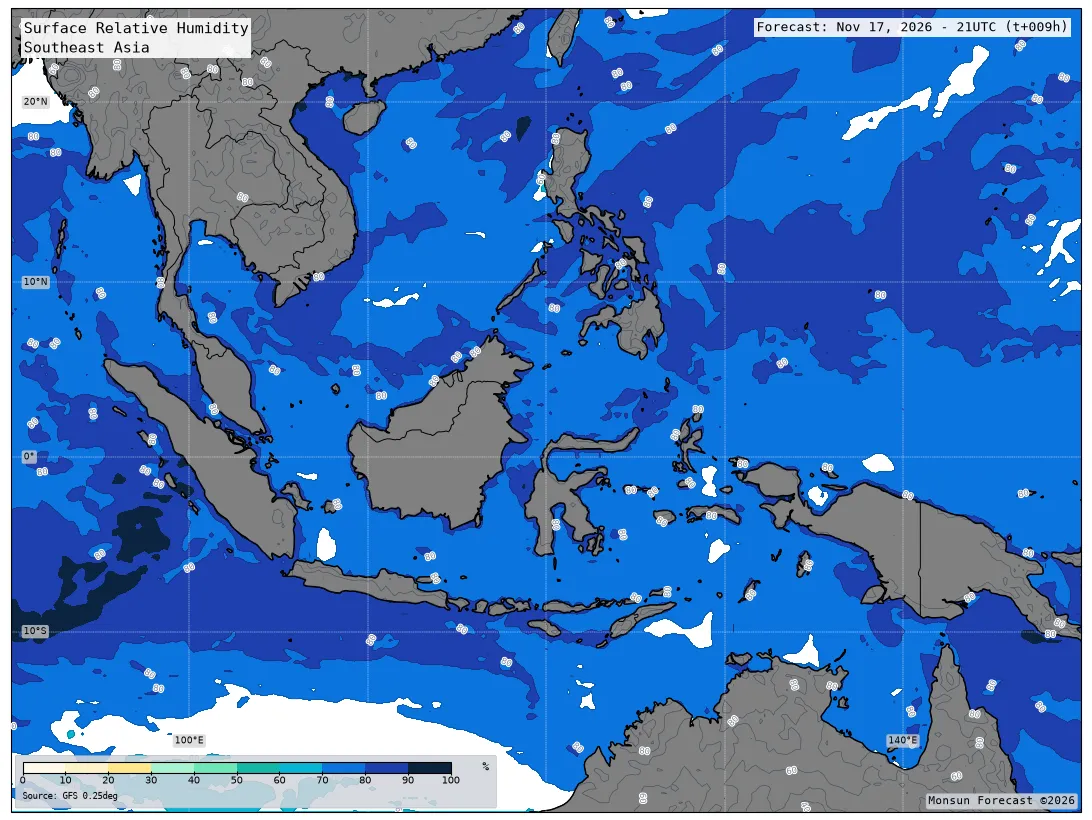 Surface Relative Humidity
Southeast Asia
Forecast: Nov 17, 2026 - 21UTC (t+009h)
20°N
10°N
0°
10°S
100°E
140°E
0 10 20 30 40 50 60 70 80 90 100
%
Source: GFS 0.25deg
Monsun Forecast ©2026